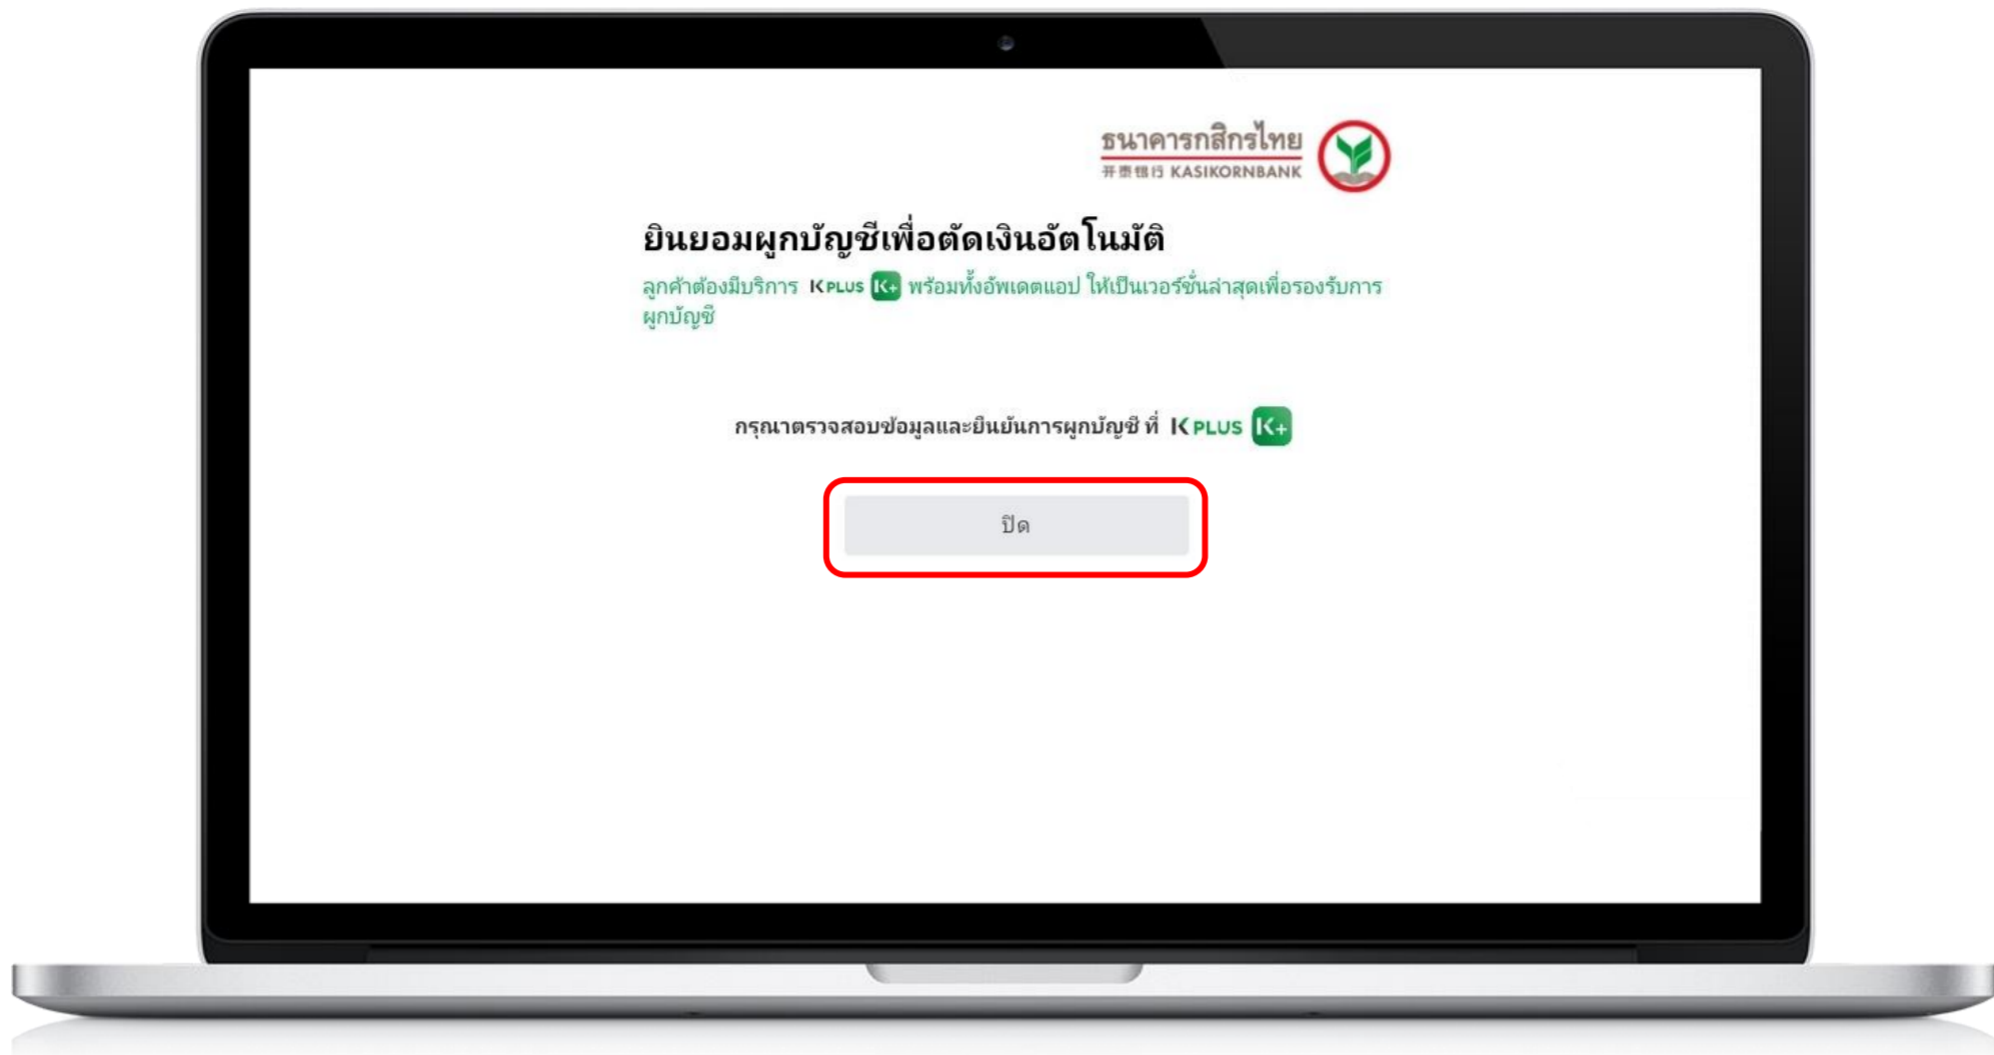 ธนาคารกสิกรไทย
开泰银行 KASIKORNBANK
ยินยอมผูกบัญชีเพื่อตัดเงินอัตโนมัติ
ลูกค้าต้องมีบริการ K PLUS K+ พร้อมทั้งอัพเดตแอป ให้เป็นเวอร์ชั่นล่าสุดเพื่อรองรับการ
ผูกบัญชี
กรุณาตรวจสอบข้อมูลและยืนยันการผูกบัญชี ที่ K PLUS K+
ปิด